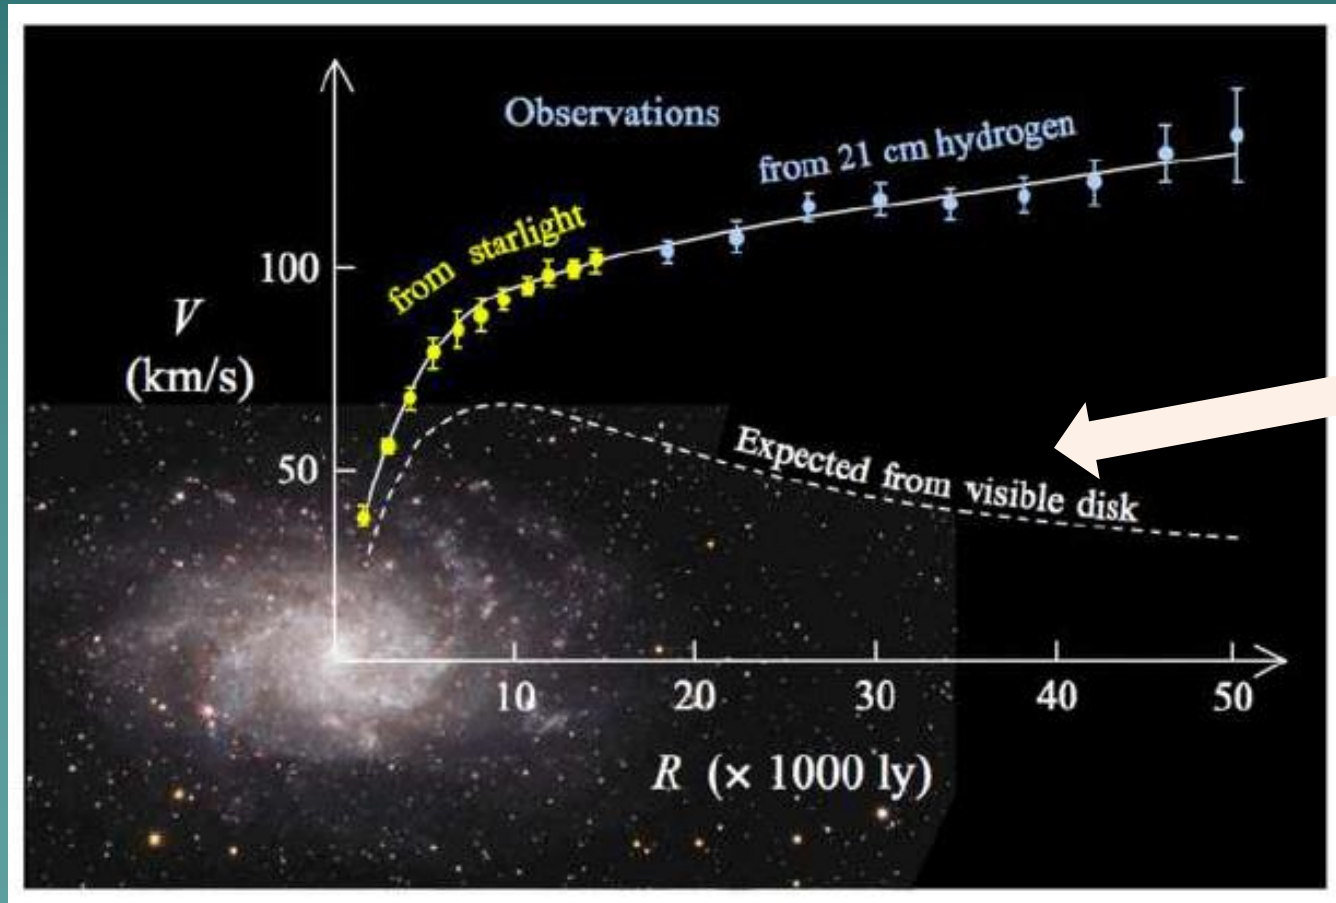 Observations
from 21 cm hydrogen
from starlight
100
V
(km/s)
50
Expected from visible disk
10 20 30 40 50
R (× 1000 ly)